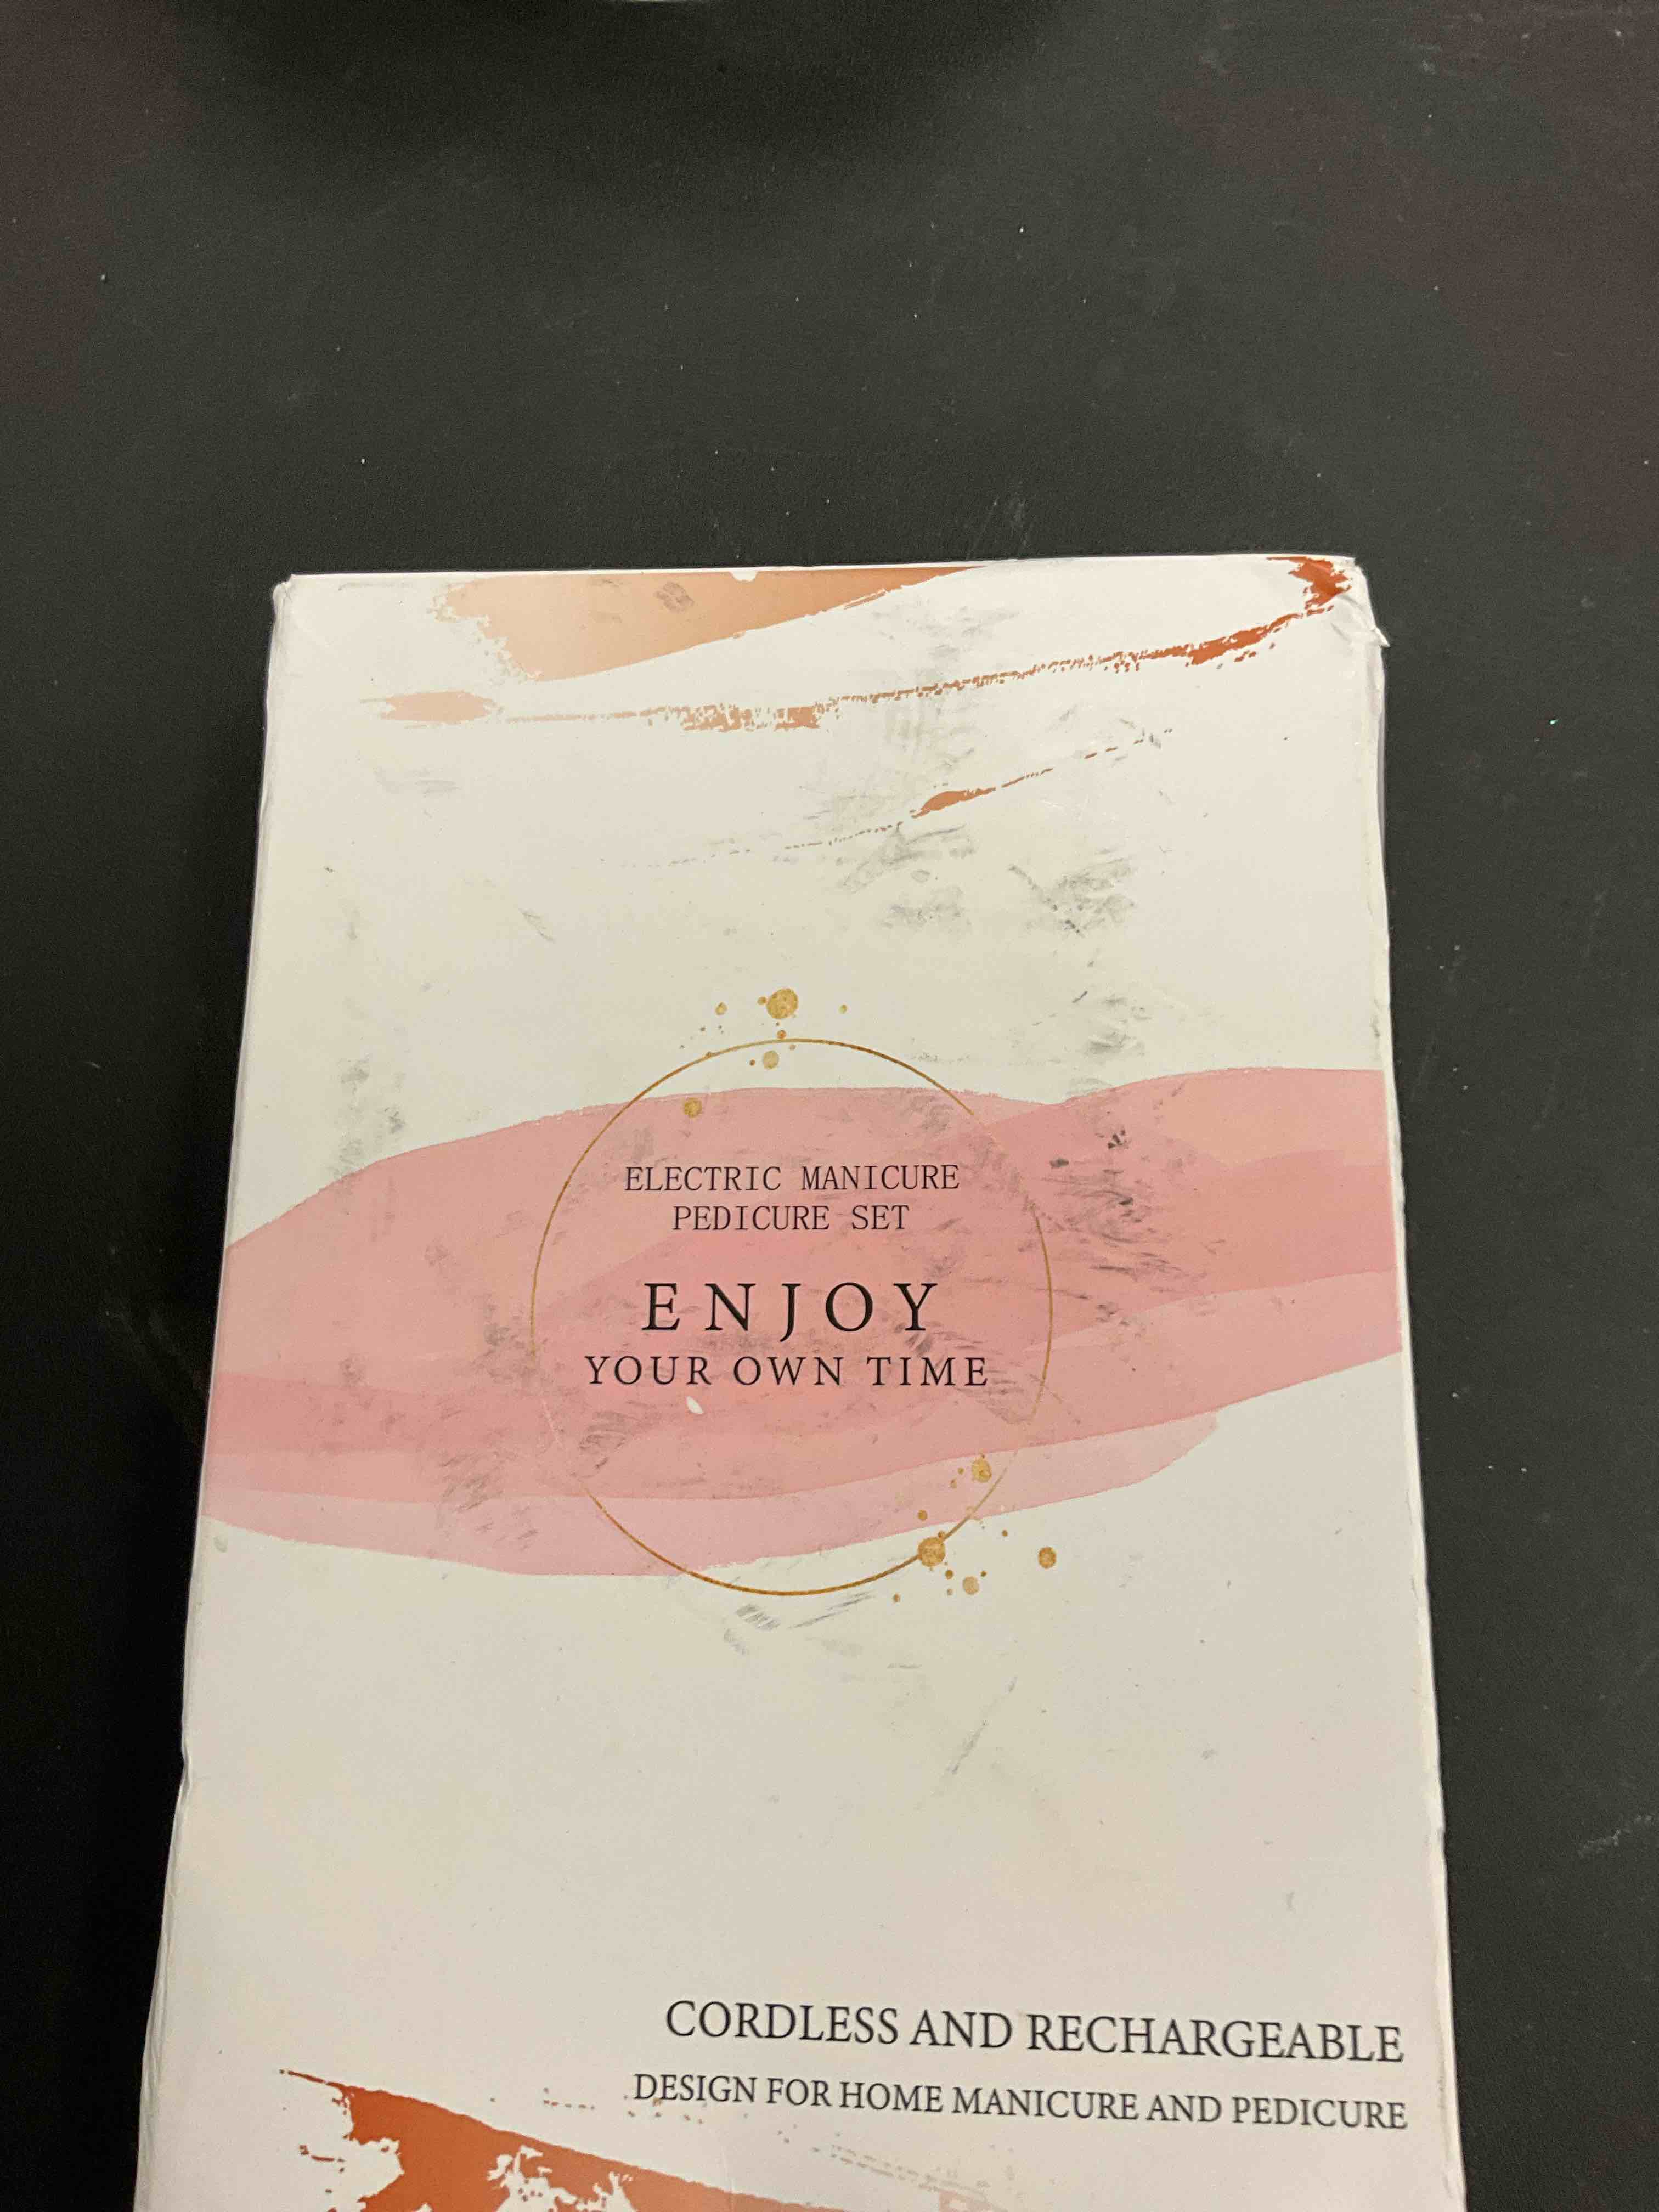 ELECTRIC MANICURE
PEDICURE SET
ENJOY
YOUR OWN TIME
CORDLESS AND RECHARGEABLE
DESIGN FOR HOME MANICURE AND PEDICURE